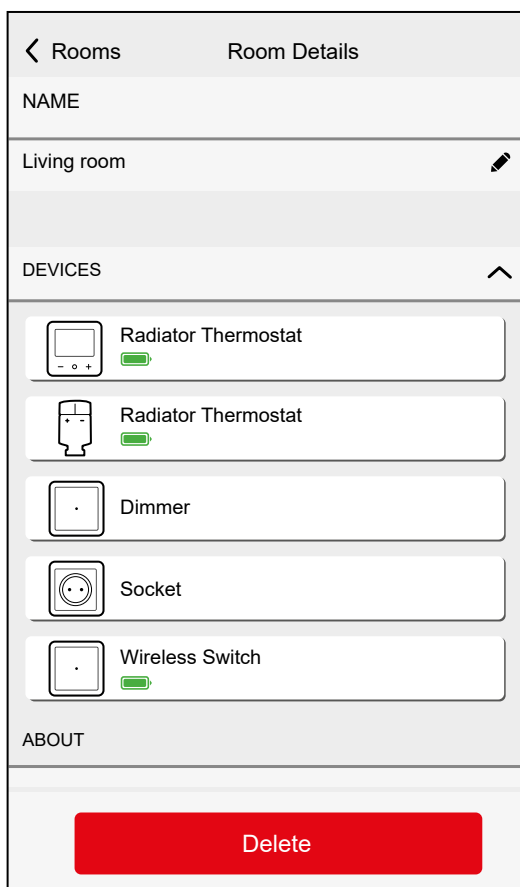 Rooms
Room Details
NAME
Living room
DEVICES
Radiator Thermostat
Radiator Thermostat
Dimmer
Socket
Wireless Switch
ABOUT
Delete